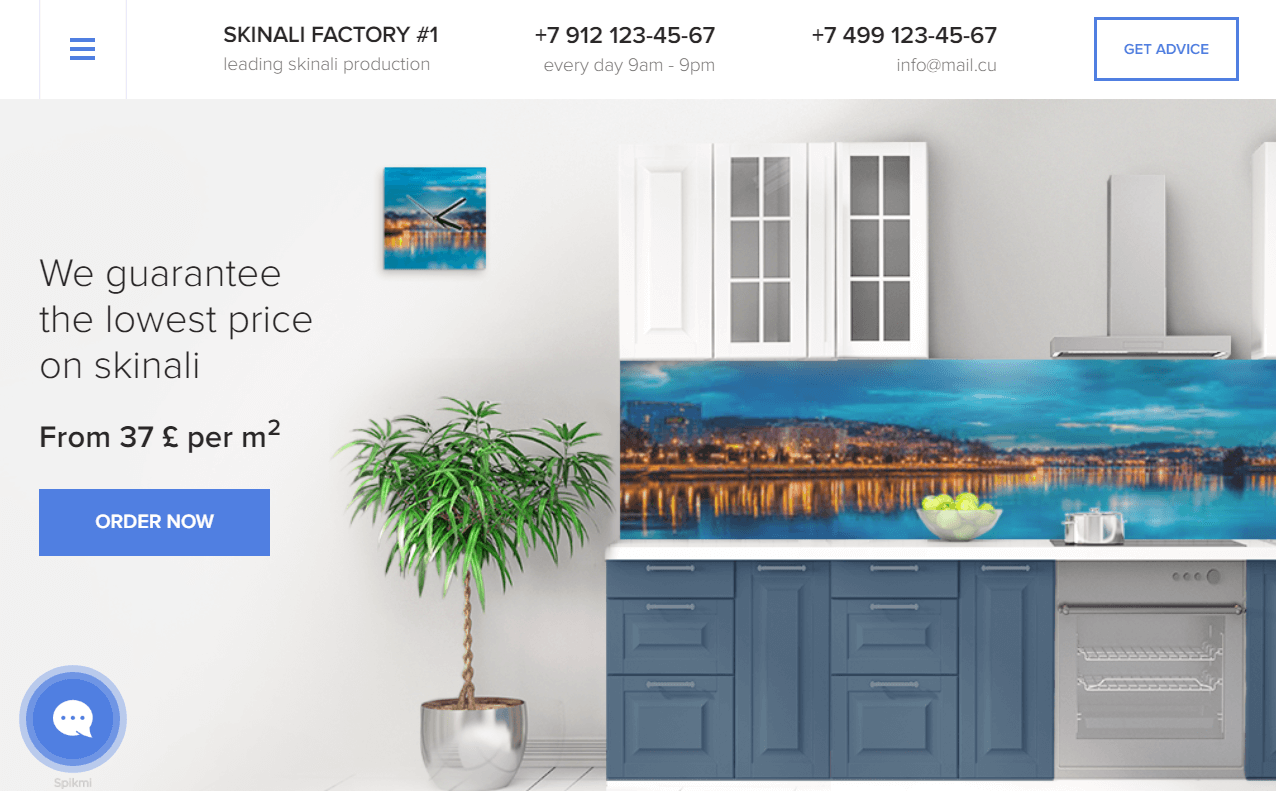 SKINALI FACTORY #1
leading skinali production
+7 912 123-45-67
every day 9am - 9pm
+7 499 123-45-67
info@mail.cu
GET ADVICE
We guarantee
the lowest price
on skinali
From 37 £ per m²
ORDER NOW
Spikmi